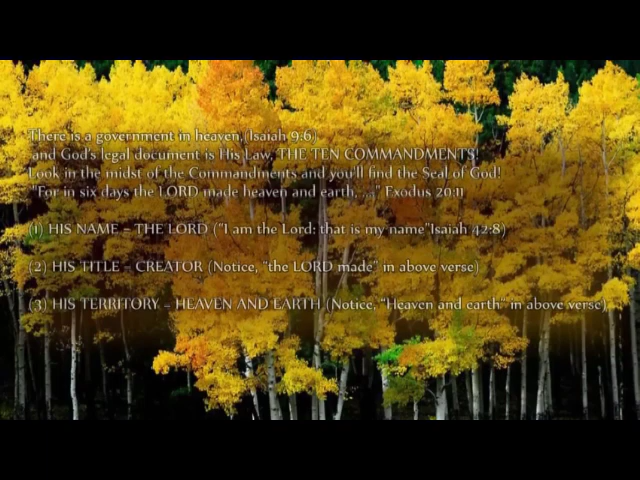 There is a government in heaven,(Isaiah 9:6)
and God's legal document is His Law, THE TEN COMMANDMENTS!
Look in the midst of the Commandments and you'll find the Seal of God!
"For in six days the LORD made heaven and earth, ..." Exodus 20:11
(1) HIS NAME – THE LORD ("I am the Lord: that is my name"Isaiah 42:8)
(2) HIS TITLE – CREATOR (Notice, "the LORD made" in above verse)
(3) HIS TERRITORY – HEAVEN AND EARTH (Notice, "Heaven and earth" in above verse)